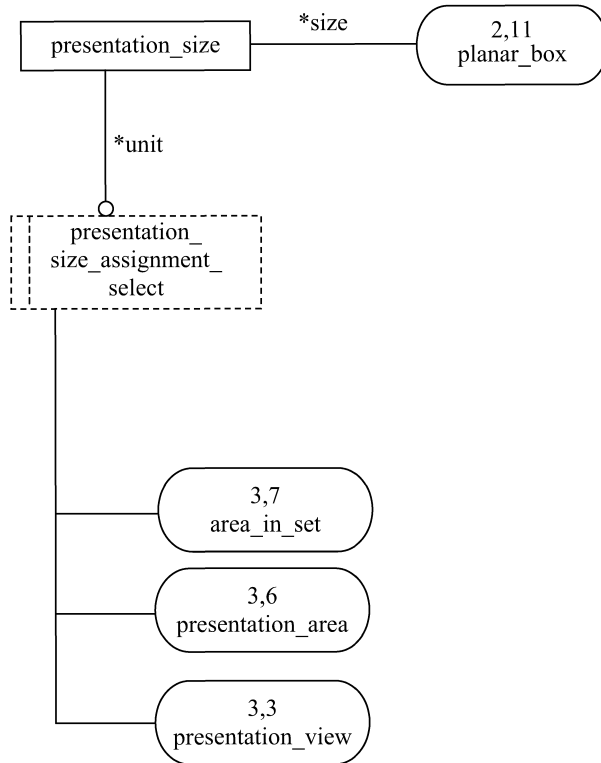 presentation_size
*size
2,11
planar_box
*unit
presentation_
size_assignment_
select
3,7
area_in_set
3,6
presentation_area
3,3
presentation_view